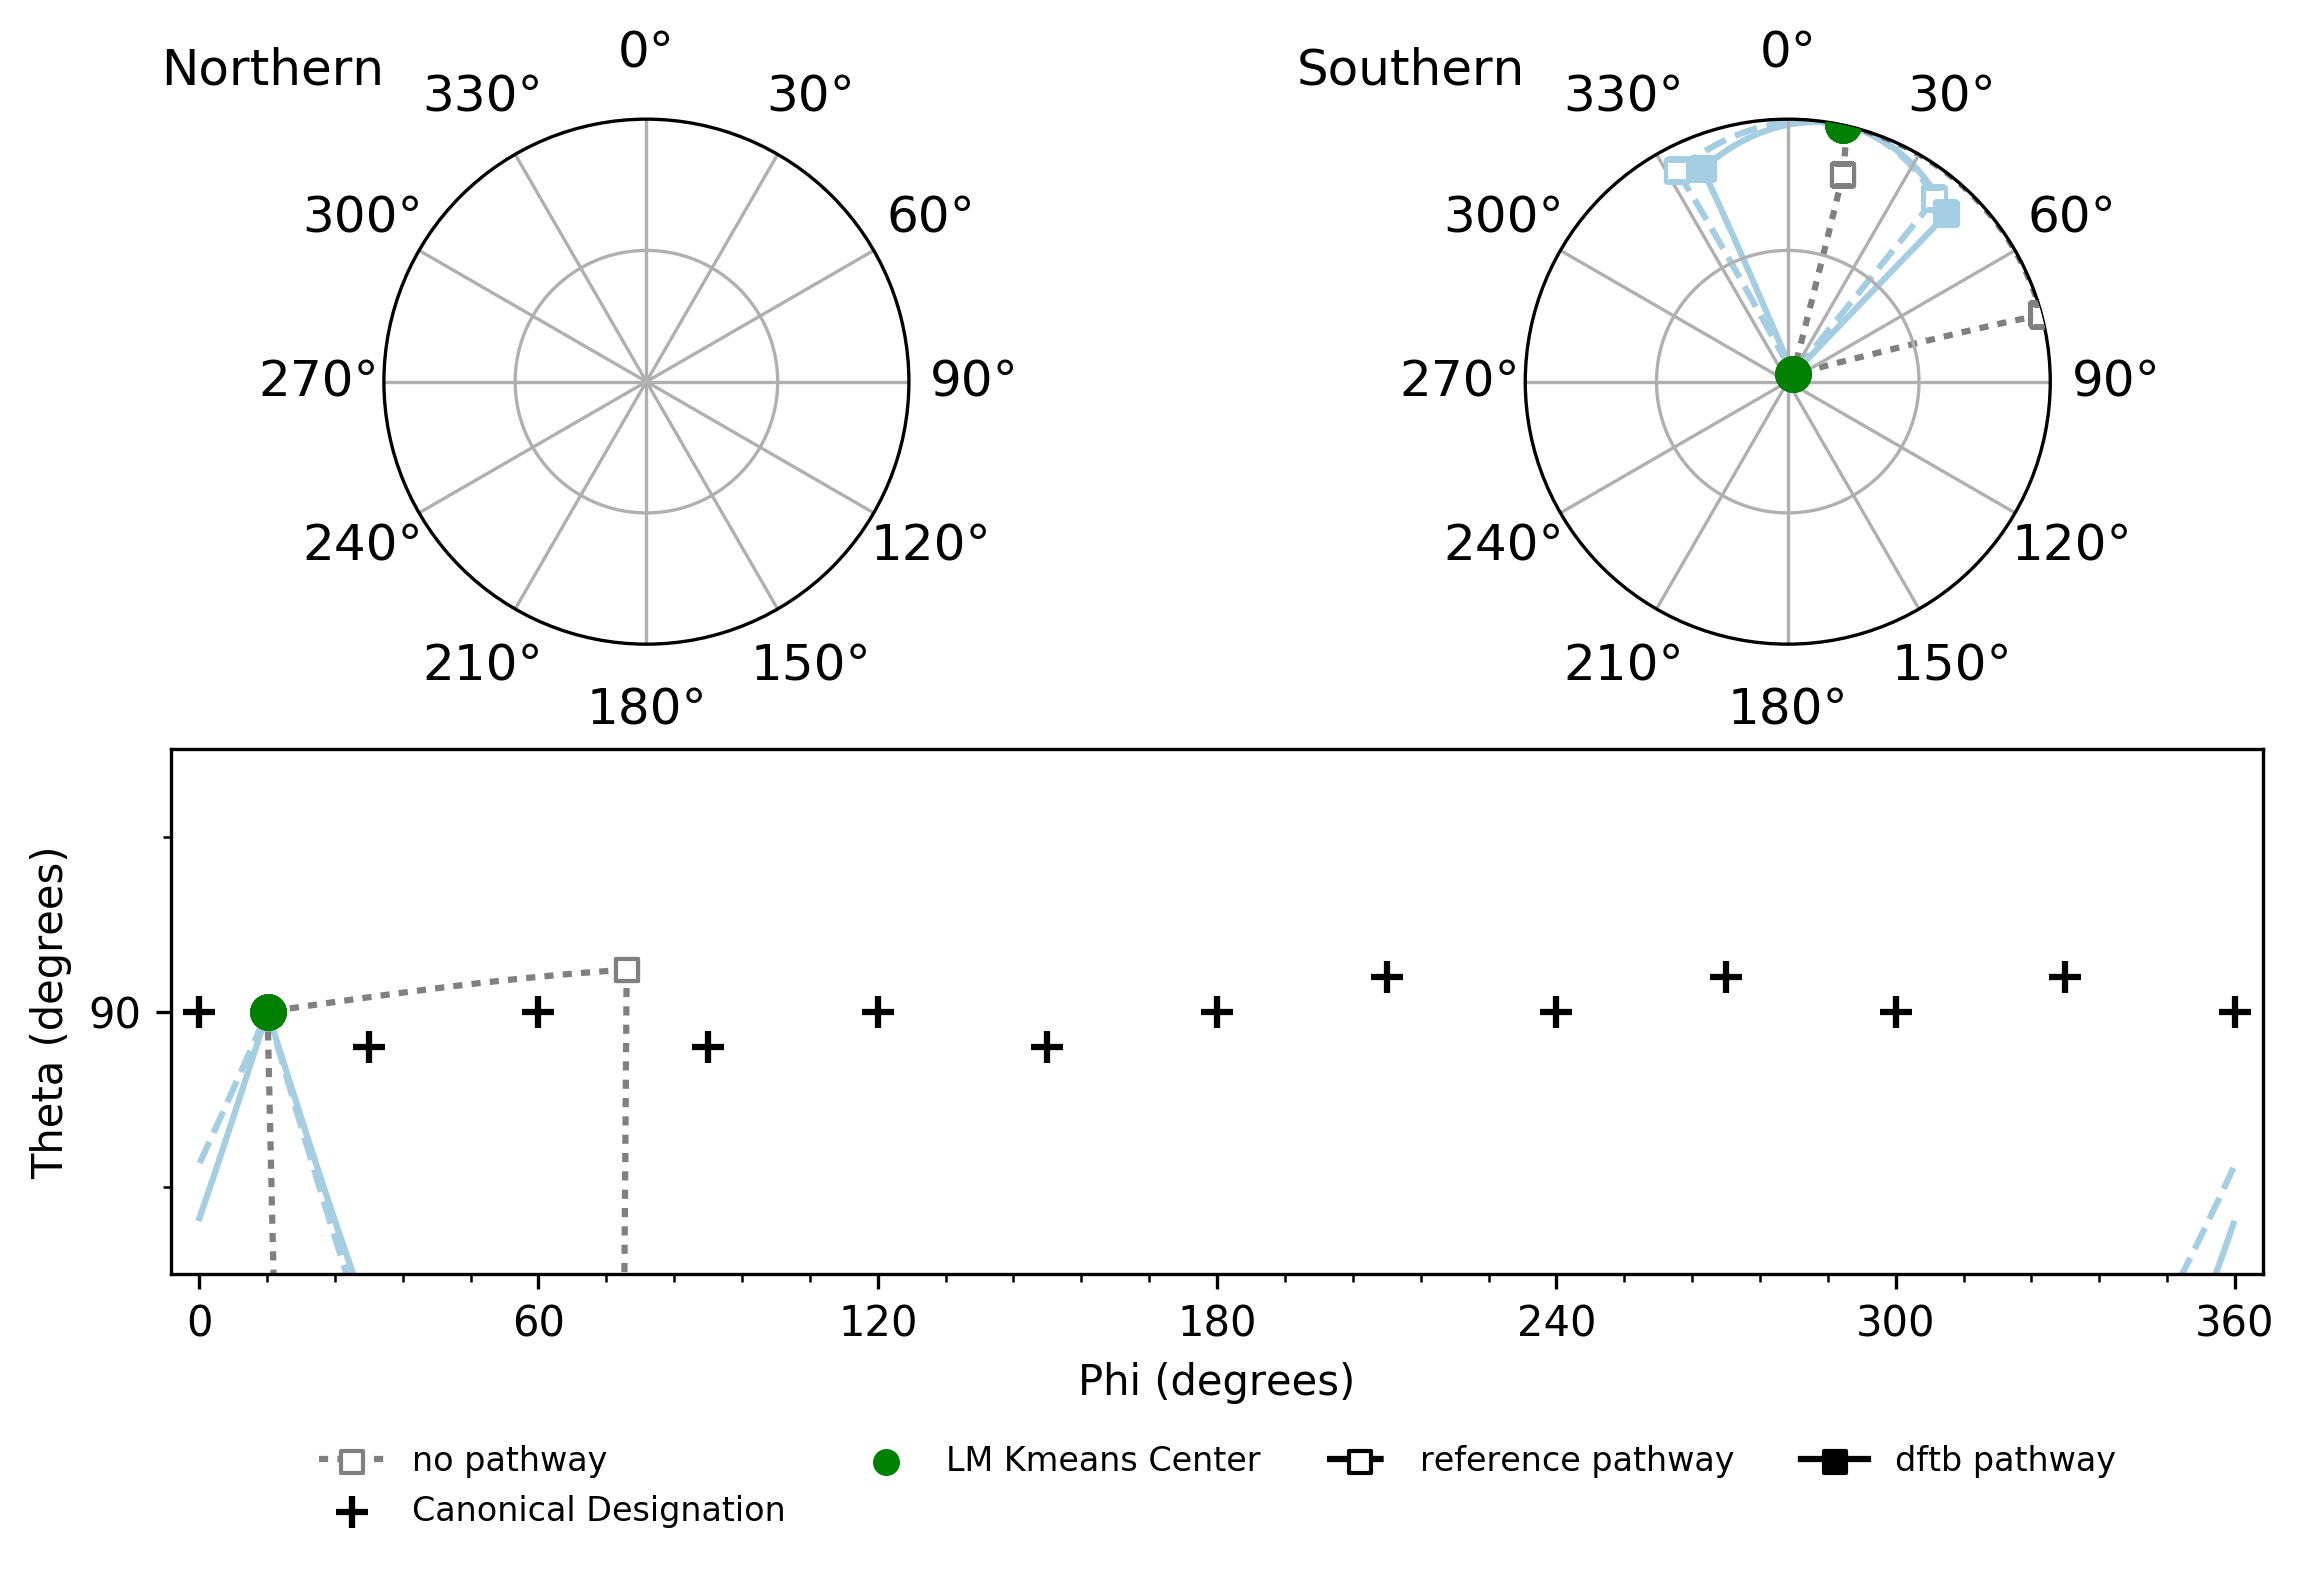 Northern
0°
330°
30°
300°
60°
270°
90°
240°
120°
210°
150°
180°
Southern
0°
330°
30°
300°
60°
270°
90°
240°
120°
210°
150°
180°
Theta (degrees)
90
0 60 120 180 240 300 360
Phi (degrees)
no pathway
Canonical Designation
LM Kmeans Center
reference pathway
dftb pathway